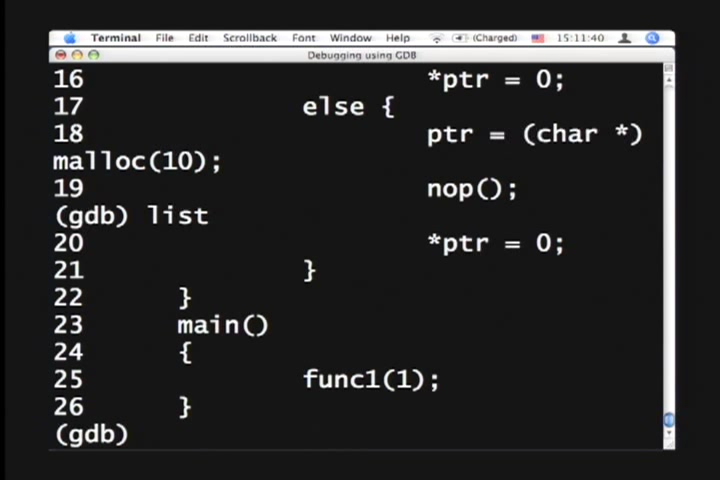 Terminal File Edit Scrollback Font Window Help (Charged) 15:11:40
Debugging using GDB
16 *ptr = 0;
17 else {
18 ptr = (char *)
malloc(10);
19 nop();
(gdb) list
20 *ptr = 0;
21 }
22 }
23 main()
24 {
25 func1(1);
26 }
(gdb)